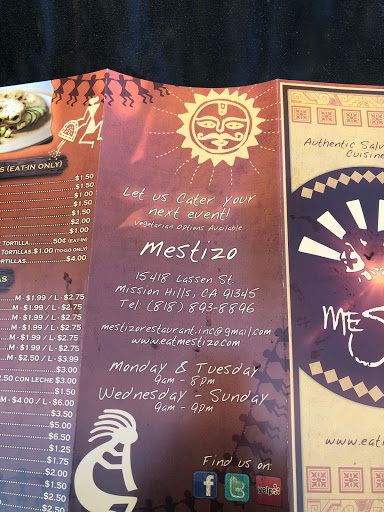 S (EAT-IN ONLY)
$1.50
$1.50
$1.00
$1.50
$2.00
$1.00
TORTILLA.......50¢ (EAT-IN)
TORTILLAS.$1.00 (TO-GO ONLY)
TORTILLAS.......$4.00
AS
M - $1.99 / L - $2.75
M - $1.99 / L - $2.75
M - $1.99 / L - $2.75
M - $1.99 / L - $2.75
M - $1.99 / L - $2.75
M - $2.50 / L - $3.99
$3.00
2.50 CON LECHE $3.00
$1.50
M - $4.00 / L - $6.00
$3.50
$5.00
$6.50
$1.25
$1.75
$2.00
$2.50
$1.50
$2.50
Let us Cater your
next event!
Vegetarian Options Available
Mestizo
15418 Lassen St.
Mission Hills, CA 91345
Tel: (818) 893-8896
mestizorestaurant.inc@gmail.com
www.eatmestizo.com
Monday & Tuesday
9am - 8pm
Wednesday - Sunday
9am - 9pm
Find us on:
f
t
yelp
Authentic Salv
Cuisine
MES
www.eat